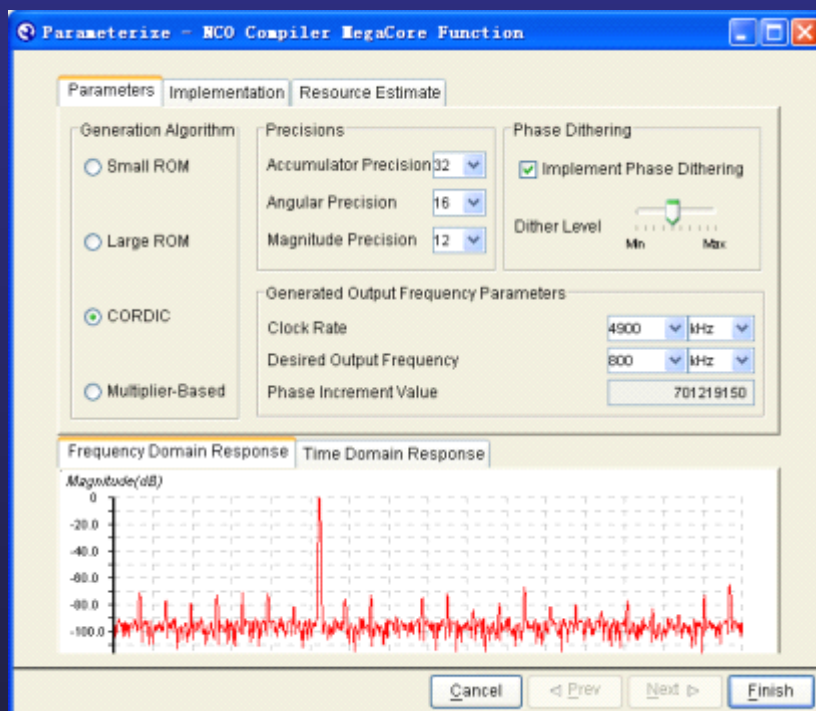 Parameterize - NCO Compiler MegaCore Function
Parameters
Implementation
Resource Estimate
Generation Algorithm
Small ROM
Large ROM
CORDIC
Multiplier-Based
Precisions
Accumulator Precision 32
Angular Precision 16
Magnitude Precision 12
Phase Dithering
Implement Phase Dithering
Dither Level
Min Max
Generated Output Frequency Parameters
Clock Rate 4900 kHz
Desired Output Frequency 800 kHz
Phase Increment Value 701219150
Frequency Domain Response
Time Domain Response
Magnitude(dB)
0
-20.0
-40.0
-60.0
-80.0
-100.0
Cancel
Prev
Next
Finish